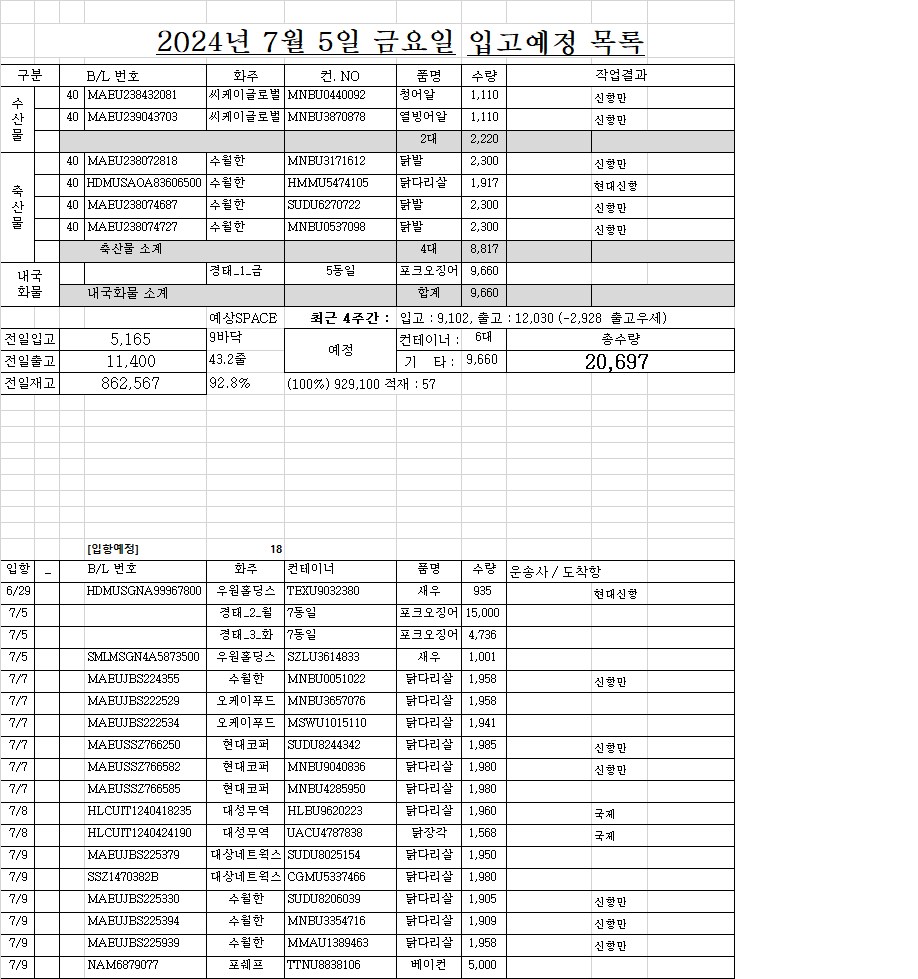 2024년 7월 5일 금요일 입고예정 목록
구분 B/L 번호 화주 컨. NO 품명 수량 작업결과
수산물
40 MAEU238432081 씨케이글로벌 MNBU0440092 청어알 1,110 신항만
40 MAEU239043703 씨케이글로벌 MNBU3870878 열빙어알 1,110 신항만
2대 2,220
축산물
40 MAEU238072818 수월한 MNBU3171612 닭발 2,300 신항만
40 HDMUSAOA83606500 수월한 HMMU5474105 닭다리살 1,917 현대신항
40 MAEU238074687 수월한 SUDU6270722 닭발 2,300 신항만
40 MAEU238074727 수월한 MNBU0537098 닭발 2,300 신항만
축산물 소계 4대 8,817
내국화물
경태_1_금 5동일 포크오징어 9,660
내국화물 소계 합계 9,660
예상SPACE 최근 4주간 : 입고 : 9,102, 출고 : 12,030 (-2,928 출고우세)
전일입고 5,165 9바닥 예정 컨테이너 : 6대 총수량
전일출고 11,400 43.2줄 기 타 : 9,660 20,697
전일재고 862,567 92.8% (100%) 929,100 적재 : 57
[입항예정] 18
입항 _ B/L 번호 화주 컨테이너 품명 수량 운송사 / 도착항
6/29 HDMUSGNA99967800 우원홀딩스 TEXU9032380 새우 935 현대신항
7/5 경태_2_월 7동일 포크오징어 15,000
7/5 경태_3_화 7동일 포크오징어 4,736
7/5 SMLMSGN4A5873500 우원홀딩스 SZLU3614833 새우 1,001
7/7 MAEUJBS224355 수월한 MNBU0051022 닭다리살 1,958 신항만
7/7 MAEUJBS222529 오케이푸드 MNBU3657076 닭다리살 1,958
7/7 MAEUJBS222534 오케이푸드 MSWU1015110 닭다리살 1,941
7/7 MAEUSSZ766250 현대코퍼 SUDU8244342 닭다리살 1,985 신항만
7/7 MAEUSSZ766582 현대코퍼 MNBU9040836 닭다리살 1,980 신항만
7/7 MAEUSSZ766585 현대코퍼 MNBU4285950 닭다리살 1,980
7/8 HLCUIT1240418235 대성무역 HLBU9620223 닭다리살 1,960 국제
7/8 HLCUIT1240424190 대성무역 UACU4787838 닭장각 1,568 국제
7/9 MAEUJBS225379 대상네트웍스 SUDU8025154 닭다리살 1,950
7/9 SSZ1470382B 대상네트웍스 CGMU5337466 닭다리살 1,980
7/9 MAEUJBS225330 수월한 SUDU8206039 닭다리살 1,905 신항만
7/9 MAEUJBS225394 수월한 MNBU3354716 닭다리살 1,909 신항만
7/9 MAEUJBS225939 수월한 MMAU1389463 닭다리살 1,958 신항만
7/9 NAM6879077 포쉐프 TTNU8838106 베이컨 5,000